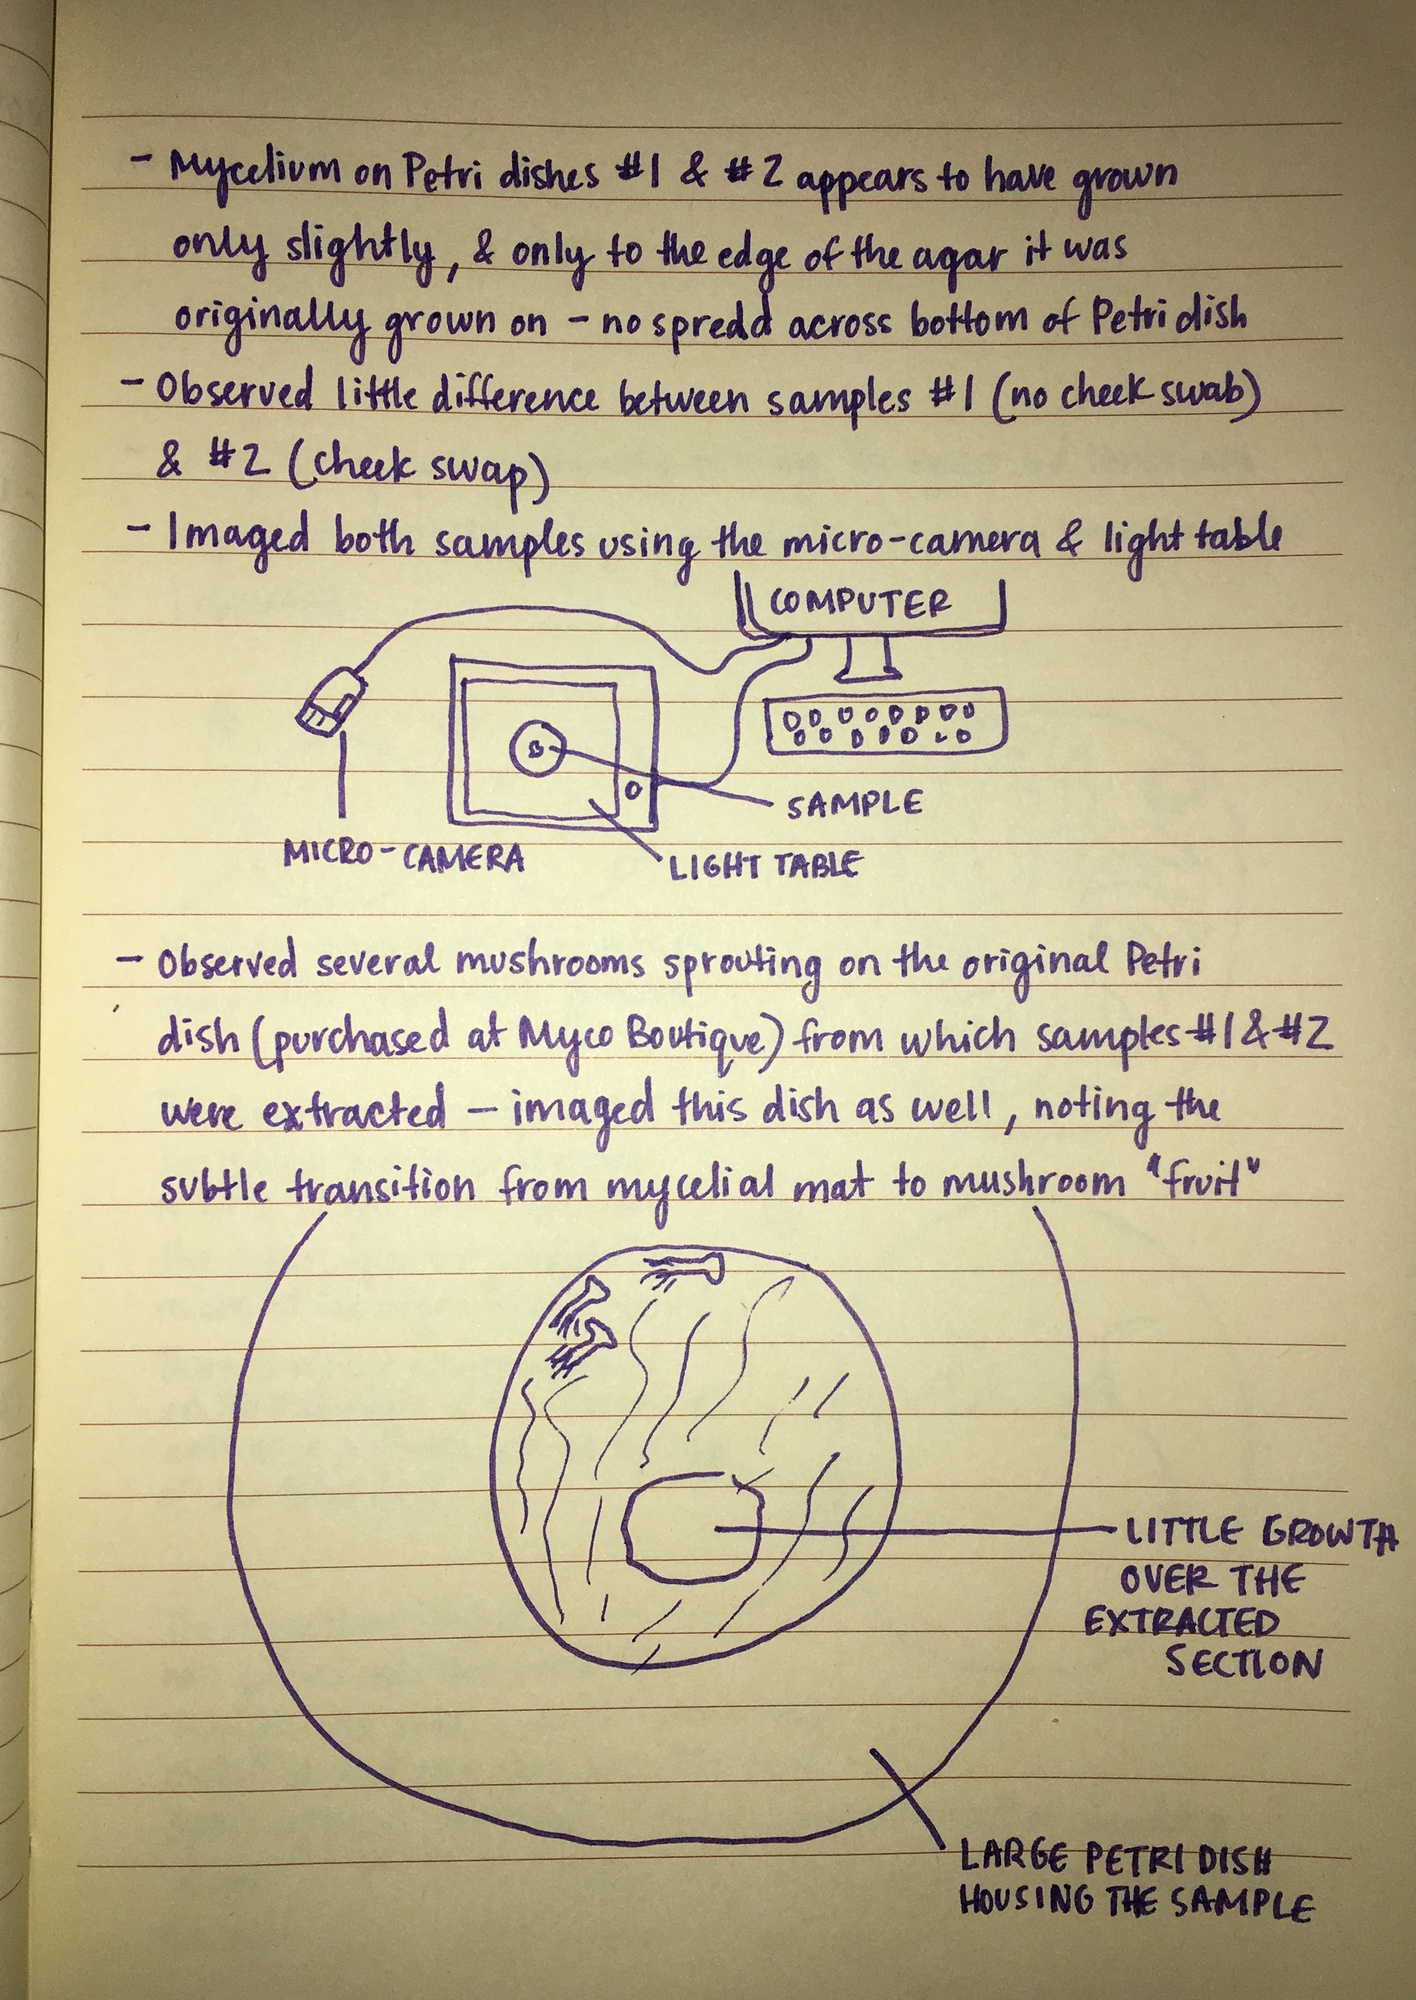 - Mycelium on Petri dishes #1 & #2 appears to have grown
only slightly, & only to the edge of the agar it was
originally grown on - no spredd across bottom of Petri dish
- Observed little difference between samples #1 (no cheek swab)
& #2 (cheek swap)
- Imaged both samples using the micro-camera & light table
COMPUTER
SAMPLE
MICRO-CAMERA
LIGHT TABLE
- Observed several mushrooms sprouting on the original Petri
dish (purchased at Myco Boutique) from which samples #1 & #2
were extracted - imaged this dish as well, noting the
subtle transition from mycelial mat to mushroom "fruit"
LITTLE GROWTH
OVER THE
EXTRACTED
SECTION
LARGE PETRI DISH
HOUSING THE SAMPLE